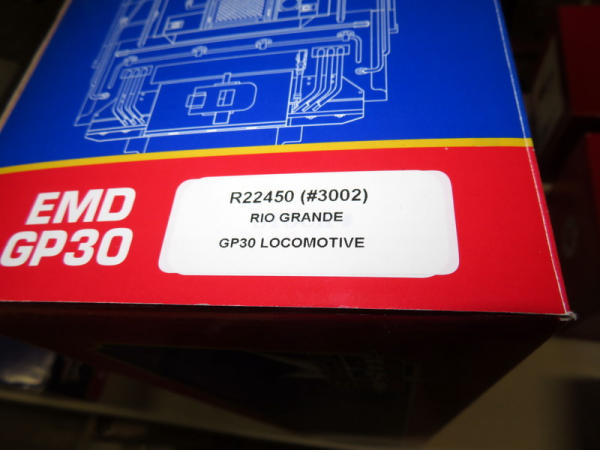 EMD
GP30
R22450 (#3002)
RIO GRANDE
GP30 LOCOMOTIVE